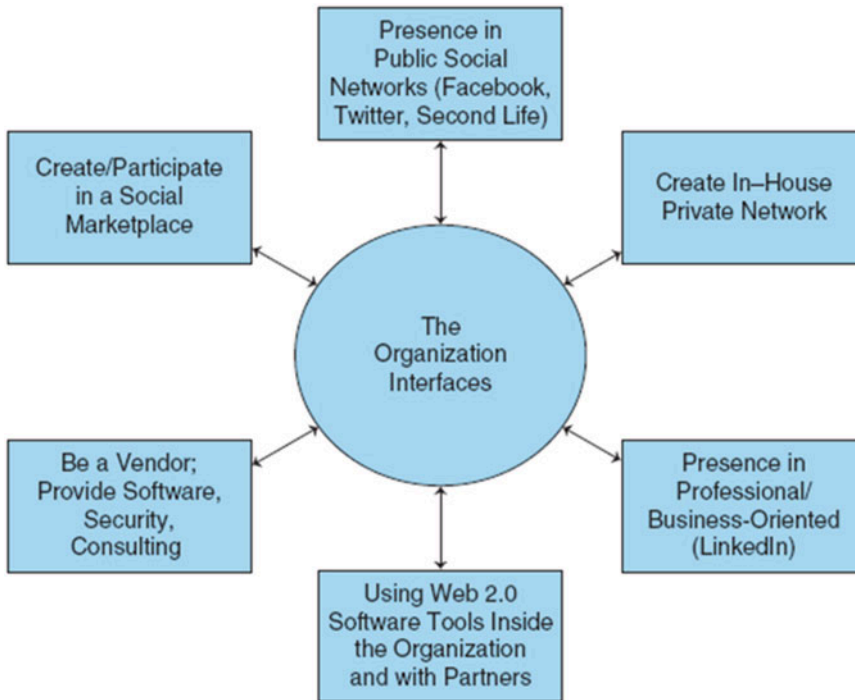 Presence in
Public Social
Networks (Facebook,
Twitter, Second Life)
Create/Participate
in a Social
Marketplace
Create In–House
Private Network
The
Organization
Interfaces
Be a Vendor;
Provide Software,
Security,
Consulting
Presence in
Professional/
Business-Oriented
(LinkedIn)
Using Web 2.0
Software Tools Inside
the Organization
and with Partners